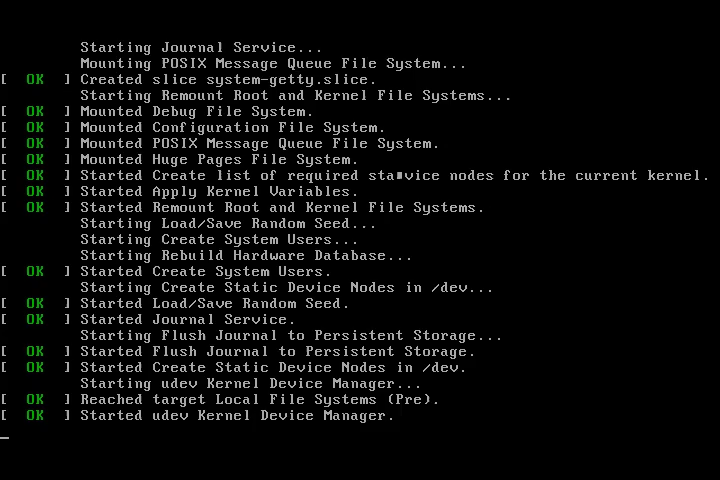 Starting Journal Service...
Mounting POSIX Message Queue File System...
[ OK ] Created slice system-getty.slice.
Starting Remount Root and Kernel File Systems...
[ OK ] Mounted Debug File System.
[ OK ] Mounted Configuration File System.
[ OK ] Mounted POSIX Message Queue File System.
[ OK ] Mounted Huge Pages File System.
[ OK ] Started Create list of required sta▮vice nodes for the current kernel.
[ OK ] Started Apply Kernel Variables.
[ OK ] Started Remount Root and Kernel File Systems.
Starting Load/Save Random Seed...
Starting Create System Users...
Starting Rebuild Hardware Database...
[ OK ] Started Create System Users.
Starting Create Static Device Nodes in /dev...
[ OK ] Started Load/Save Random Seed.
[ OK ] Started Journal Service.
Starting Flush Journal to Persistent Storage...
[ OK ] Started Flush Journal to Persistent Storage.
[ OK ] Started Create Static Device Nodes in /dev.
Starting udev Kernel Device Manager...
[ OK ] Reached target Local File Systems (Pre).
[ OK ] Started udev Kernel Device Manager.